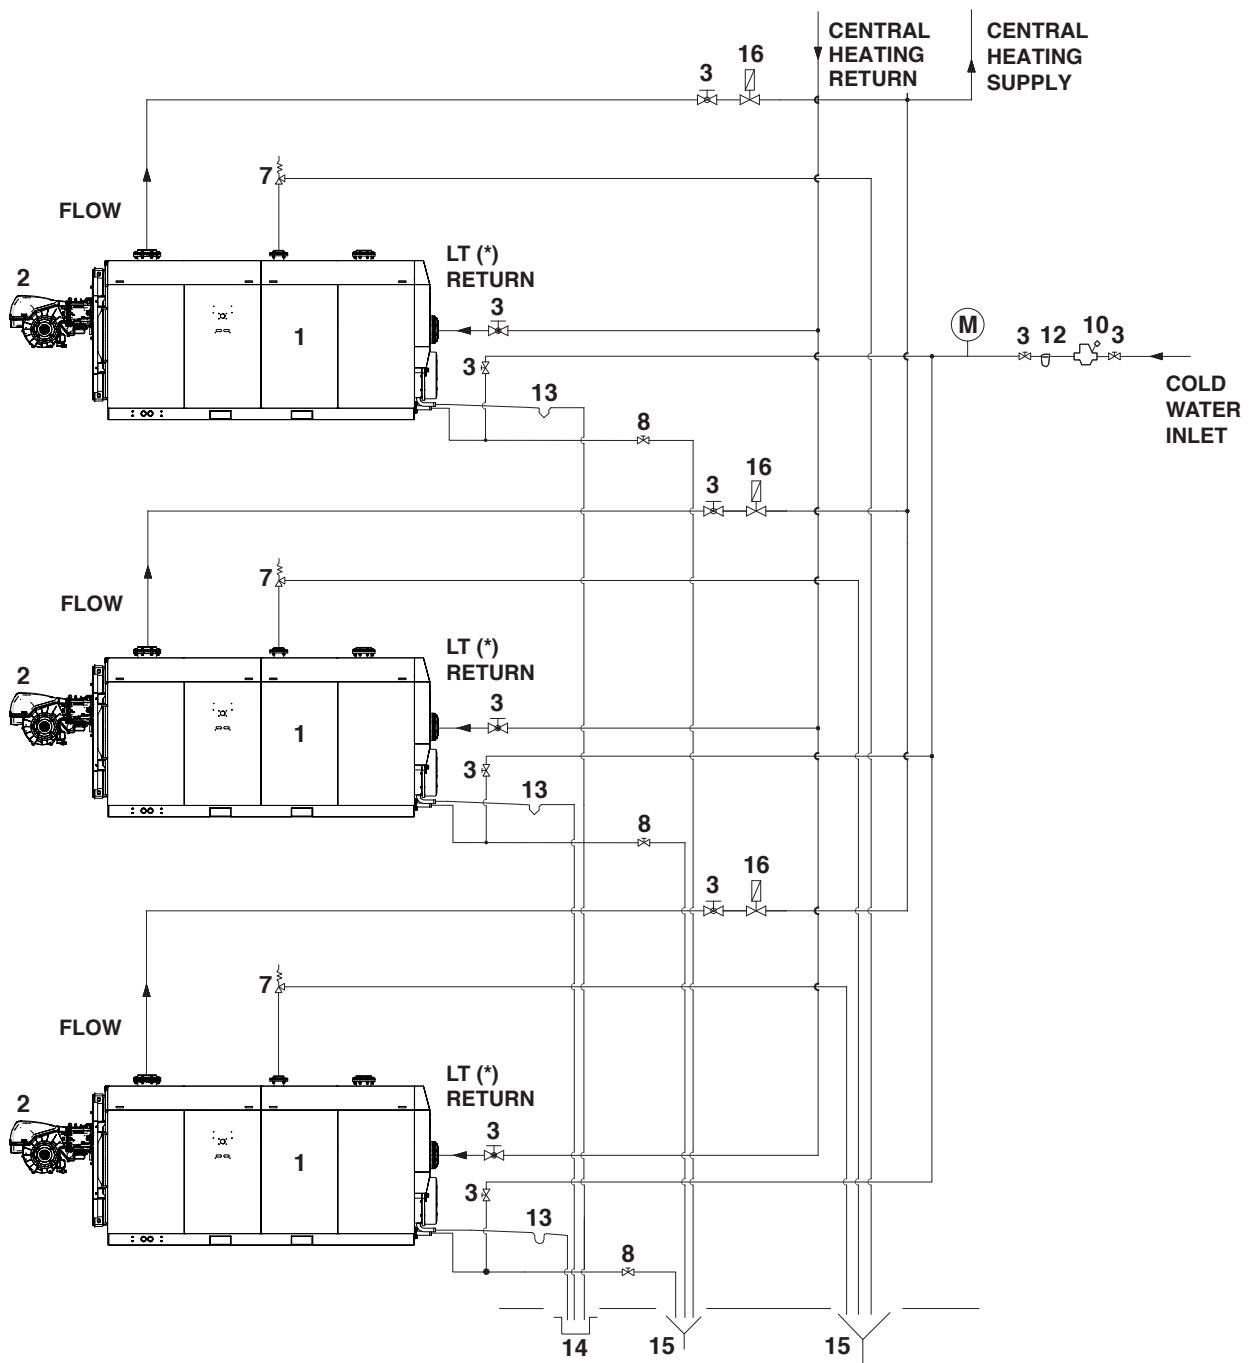 CENTRAL
HEATING
RETURN
CENTRAL
HEATING
SUPPLY
3
16
7
FLOW
LT (*)
RETURN
2
3
1
M
3
12
10
3
COLD
WATER
INLET
3
13
8
3
16
7
FLOW
LT (*)
RETURN
2
3
1
3
13
8
3
16
7
FLOW
LT (*)
RETURN
2
3
1
3
13
8
14
15
15